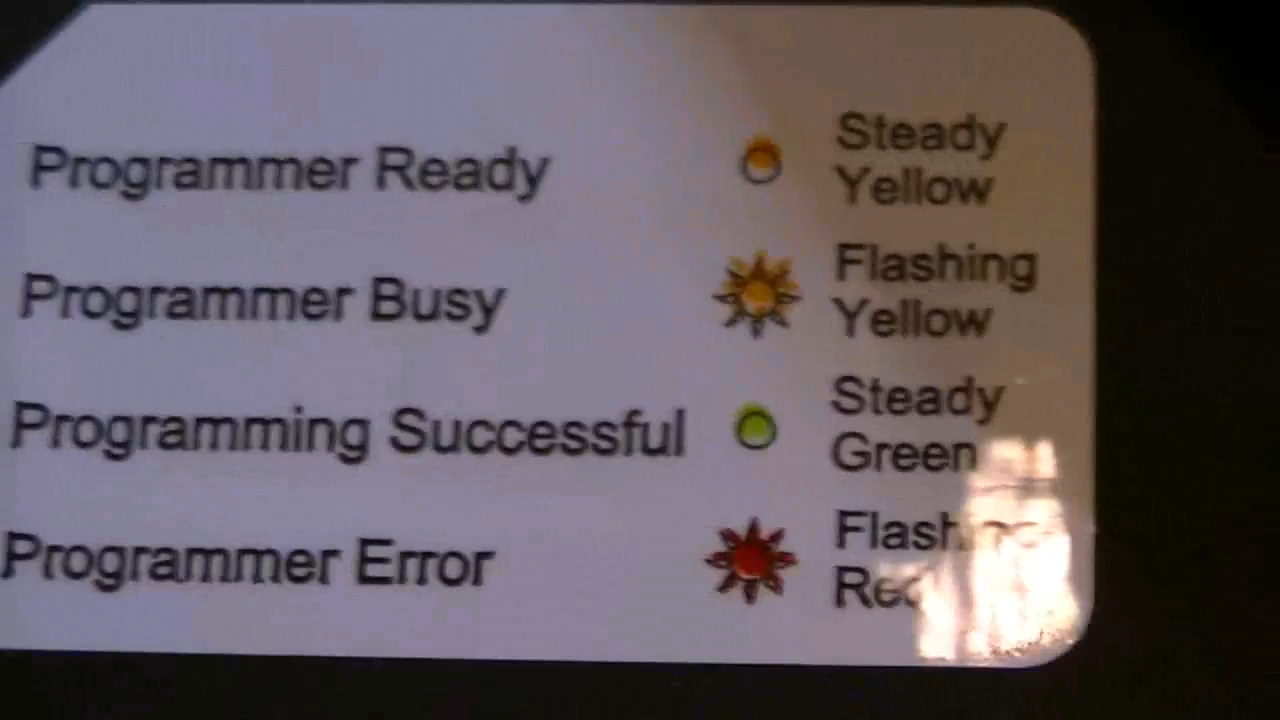 Programmer Ready
Steady
Yellow
Programmer Busy
Flashing
Yellow
Programming Successful
Steady
Green
Programmer Error